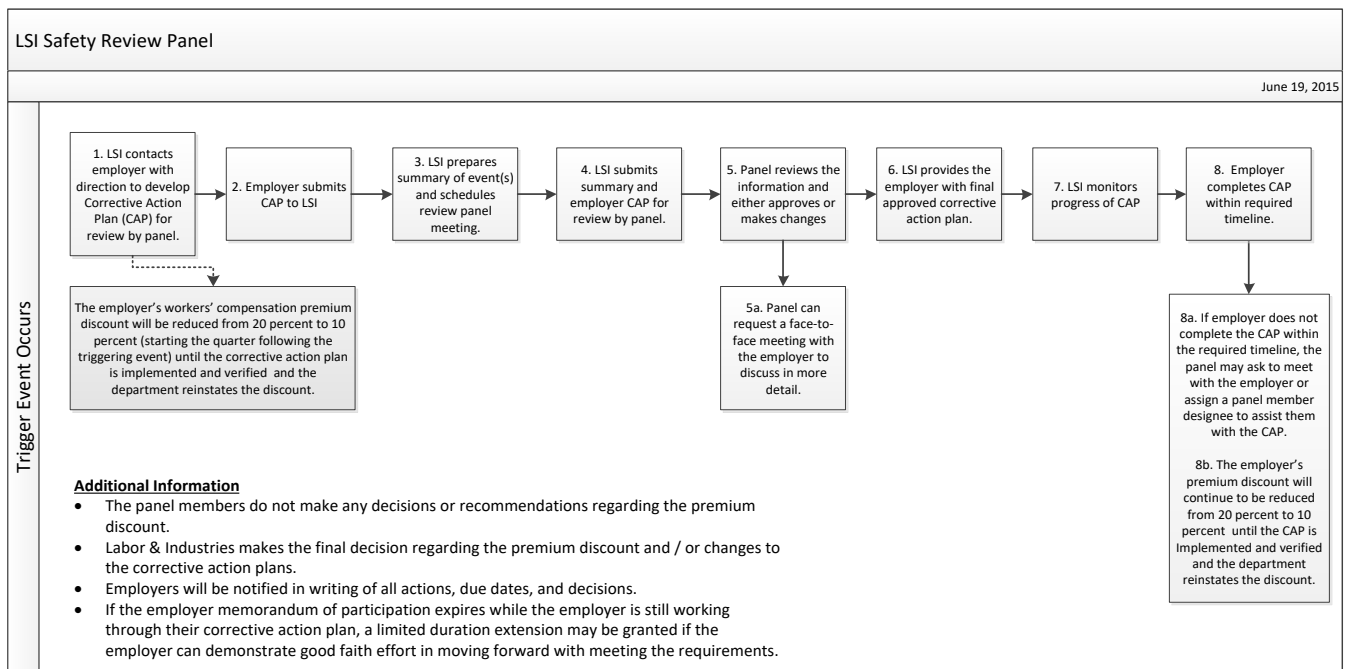 LSI Safety Review Panel
June 19, 2015
Trigger Event Occurs
1. LSI contacts
employer with
direction to develop
Corrective Action
Plan (CAP) for
review by panel.
2. Employer submits
CAP to LSI
3. LSI prepares
summary of event(s)
and schedules
review panel
meeting.
4. LSI submits
summary and
employer CAP for
review by panel.
5. Panel reviews the
information and
either approves or
makes changes
6. LSI provides the
employer with final
approved corrective
action plan.
7. LSI monitors
progress of CAP
8. Employer
completes CAP
within required
timeline.
The employer’s workers’ compensation premium
discount will be reduced from 20 percent to 10
percent (starting the quarter following the
triggering event) until the corrective action plan
is implemented and verified and the
department reinstates the discount.
5a. Panel can
request a face-to-
face meeting with
the employer to
discuss in more
detail.
8a. If employer does not
complete the CAP within
the required timeline, the
panel may ask to meet
with the employer or
assign a panel member
designee to assist them
with the CAP.
8b. The employer’s
premium discount will
continue to be reduced
from 20 percent to 10
percent until the CAP is
Implemented and verified
and the department
reinstates the discount.
Additional Information
• The panel members do not make any decisions or recommendations regarding the premium
discount.
• Labor & Industries makes the final decision regarding the premium discount and / or changes to
the corrective action plans.
• Employers will be notified in writing of all actions, due dates, and decisions.
• If the employer memorandum of participation expires while the employer is still working
through their corrective action plan, a limited duration extension may be granted if the
employer can demonstrate good faith effort in moving forward with meeting the requirements.